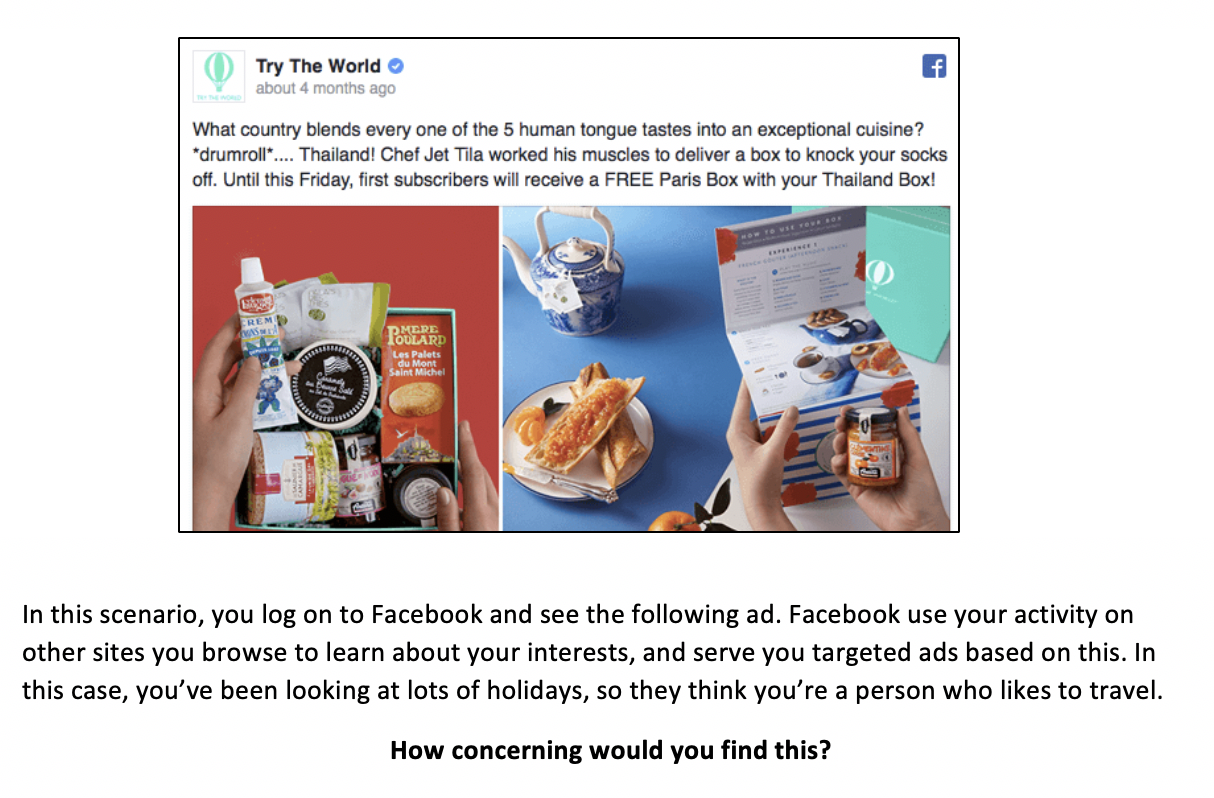 Try The World
about 4 months ago
TRY THE WORLD
What country blends every one of the 5 human tongue tastes into an exceptional cuisine?
*drumroll*.... Thailand! Chef Jet Tila worked his muscles to deliver a box to knock your socks
off. Until this Friday, first subscribers will receive a FREE Paris Box with your Thailand Box!
MERE
POULARD
Les Palets
du Mont
Saint Michel
HOW TO USE YOUR BOX
EXPERIENCE 1
In this scenario, you log on to Facebook and see the following ad. Facebook use your activity on
other sites you browse to learn about your interests, and serve you targeted ads based on this. In
this case, you’ve been looking at lots of holidays, so they think you’re a person who likes to travel.
How concerning would you find this?